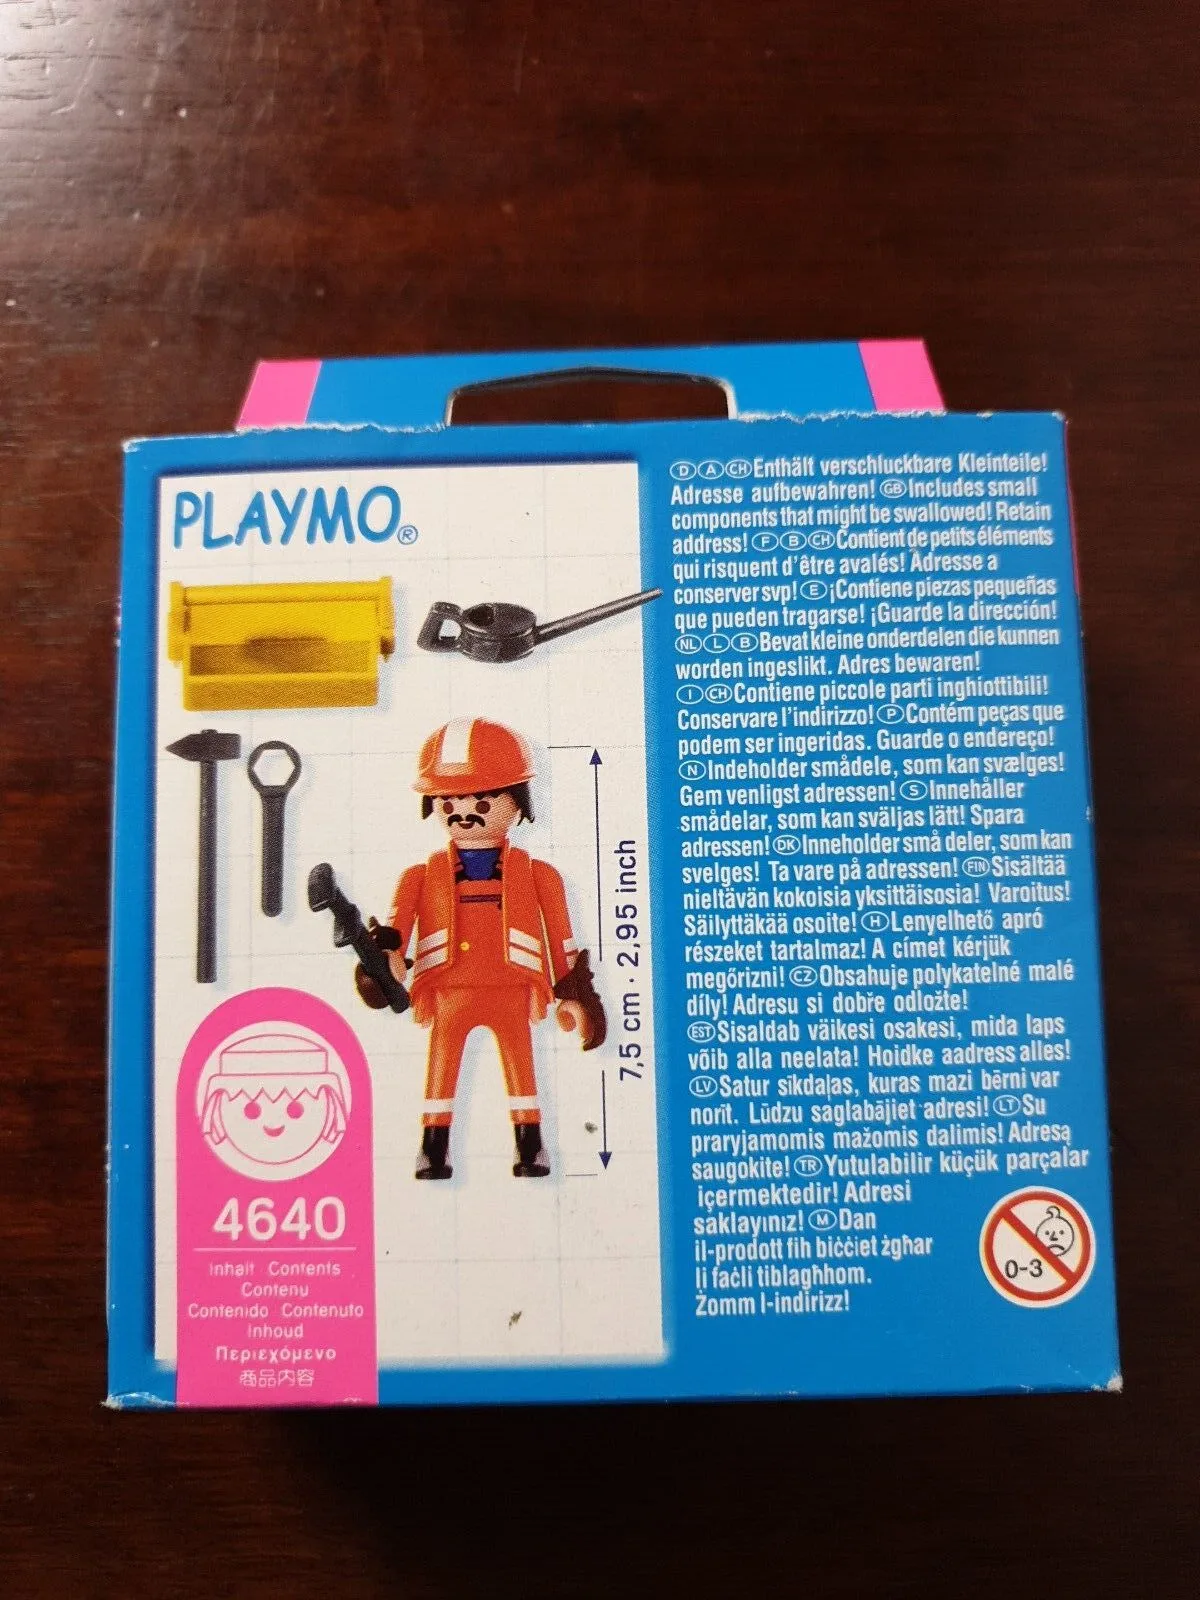 PLAYMO®
7,5 cm · 2,95 inch
4640
Inhalt Contents
Contenu
Contenido Contenuto
Inhoud
Περιεχόμενο
商品内容
D A CH Enthält verschluckbare Kleinteile!
Adresse aufbewahren! GB Includes small
components that might be swallowed! Retain
address! F B CH Contient de petits éléments
qui risquent d'être avalés! Adresse a
conserver svp! E ¡Contiene piezas pequeñas
que pueden tragarse! ¡Guarde la dirección!
NL L B Bevat kleine onderdelen die kunnen
worden ingeslikt. Adres bewaren!
I CH Contiene piccole parti inghiottibili!
Conservare l'indirizzo! P Contém peças que
podem ser ingeridas. Guarde o endereço!
N Indeholder smådele, som kan svælges!
Gem venligst adressen! S Innehåller
smådelar, som kan sväljas lätt! Spara
adressen! DK Inneholder små deler, som kan
svelges! Ta vare på adressen! FIN Sisältää
nieltävän kokoisia yksittäisosia! Varoitus!
Säilyttäkää osoite! H Lenyelhető apró
részeket tartalmaz! A címet kérjük
megőrizni! CZ Obsahuje polykatelné malé
díly! Adresu si dobře odložte!
EST Sisaldab väikesi osakesi, mida laps
võib alla neelata! Hoidke aadress alles!
LV Satur sīkdaļas, kuras mazi bērni var
norīt. Lūdzu saglabājiet adresi! LT Su
praryjamomis mažomis dalimis! Adresą
saugokite! TR Yutulabilir küçük parçalar
içermektedir! Adresi
saklayınız! M Dan
il-prodott fih biċċiet żgħar
li faċli tiblagħhom.
Żomm l-indirizz!
0-3